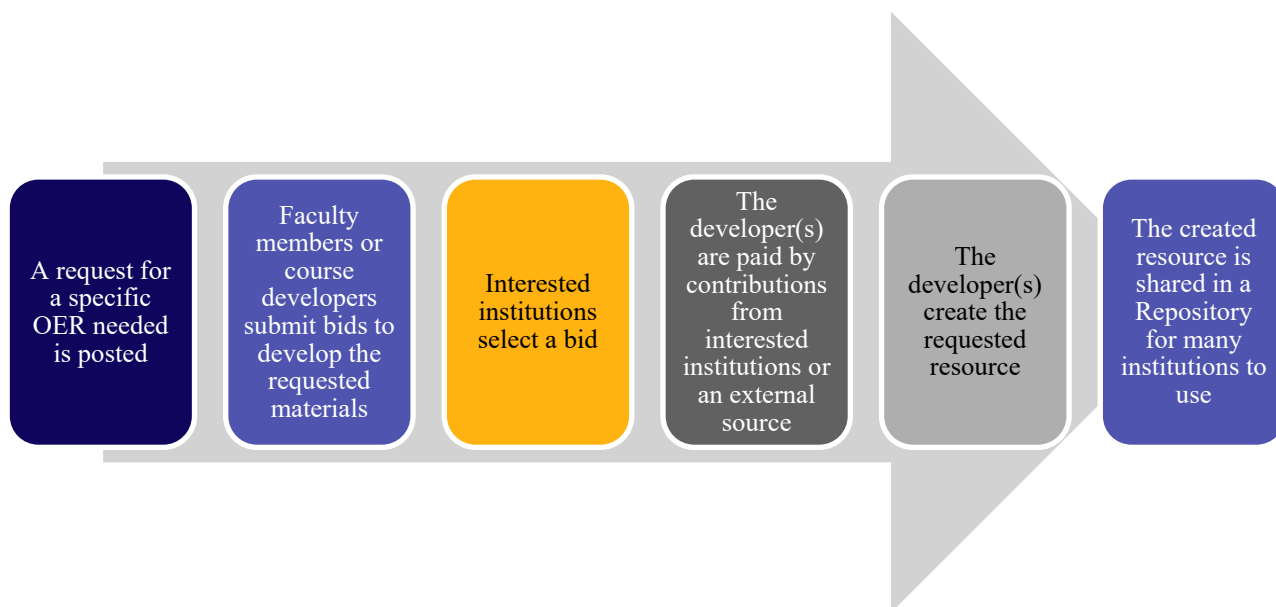 A request for
a specific
OER needed
is posted
Faculty
members or
course
developers
submit bids to
develop the
requested
materials
Interested
institutions
select a bid
The
developer(s)
are paid by
contributions
from
interested
institutions or
an external
source
The
developer(s)
create the
requested
resource
The created
resource is
shared in a
Repository
for many
institutions to
use